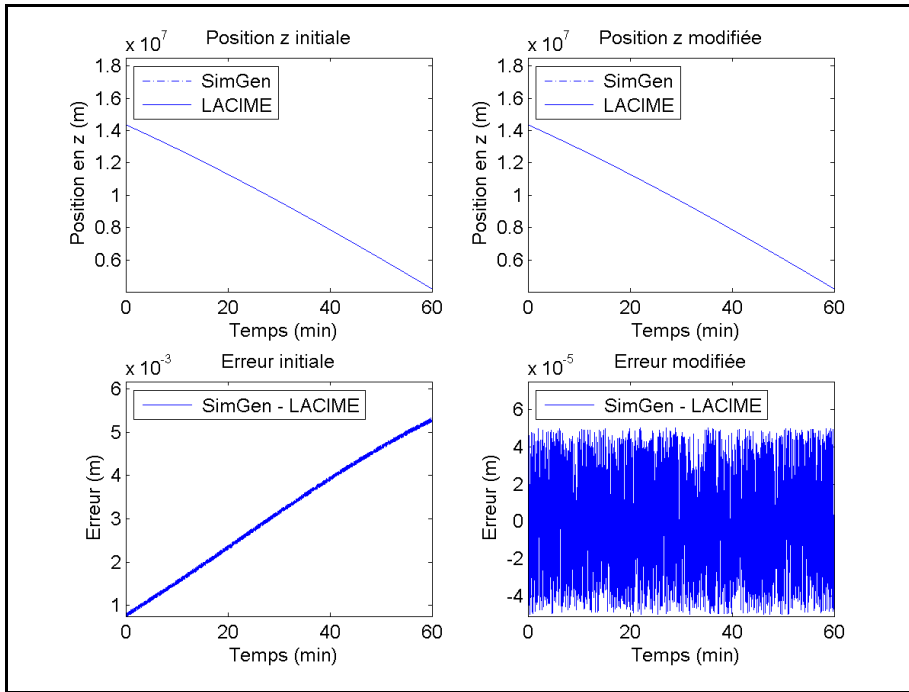 Position z initiale
x 10^7
1.8
1.6
1.4
1.2
1
0.8
0.6
Position en z (m)
SimGen
LACIME
0
20
40
60
Temps (min)
Position z modifiée
x 10^7
1.8
1.6
1.4
1.2
1
0.8
0.6
Position en z (m)
SimGen
LACIME
0
20
40
60
Temps (min)
Erreur initiale
x 10^-3
6
5
4
3
2
1
Erreur (m)
SimGen - LACIME
0
20
40
60
Temps (min)
Erreur modifiée
x 10^-5
6
4
2
0
-2
-4
Erreur (m)
SimGen - LACIME
0
20
40
60
Temps (min)